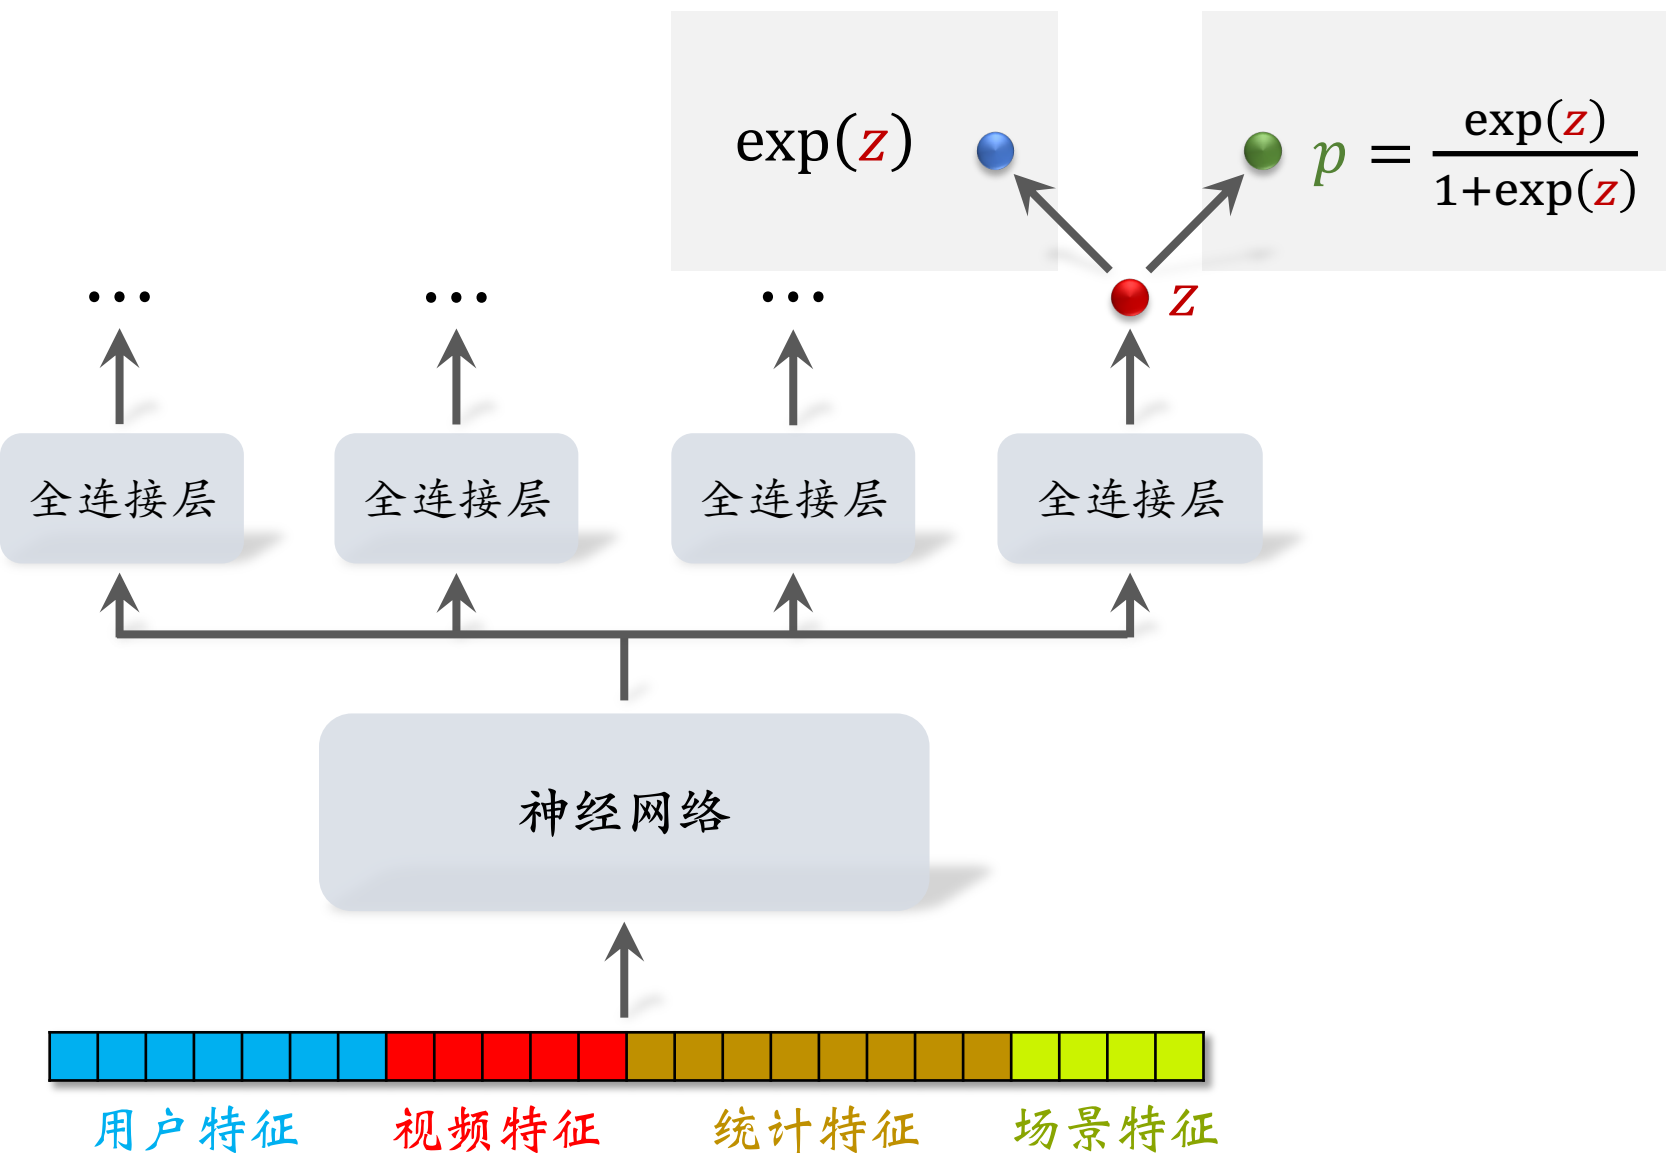 exp(z)
p = exp(z) / 1+exp(z)
... ... ... z
全连接层 全连接层 全连接层 全连接层
神经网络
用户特征 视频特征 统计特征 场景特征